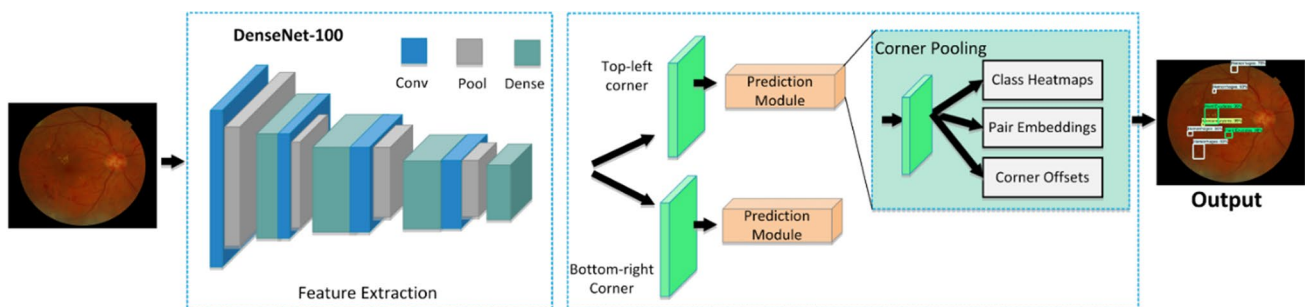 DenseNet-100
Conv
Pool
Dense
Feature Extraction
Top-left
corner
Prediction
Module
Bottom-right
Corner
Prediction
Module
Corner Pooling
Class Heatmaps
Pair Embeddings
Corner Offsets
Output